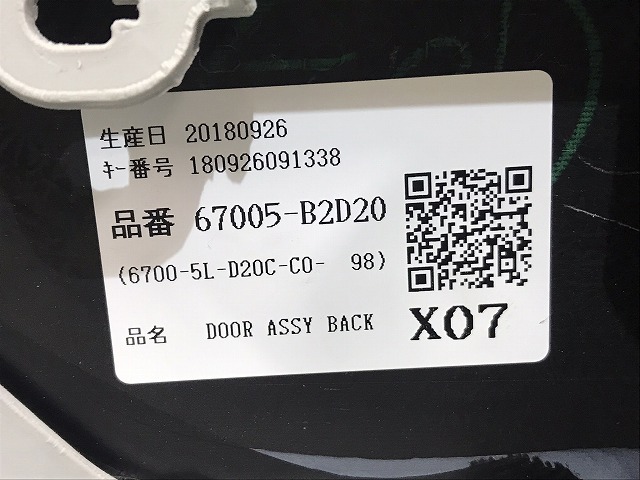 生産日 20180926
ｷｰ番号 180926091338
品番 67005-B2D20
(6700-5L-D20C-C0-  98)
品名 DOOR ASSY BACK
X07